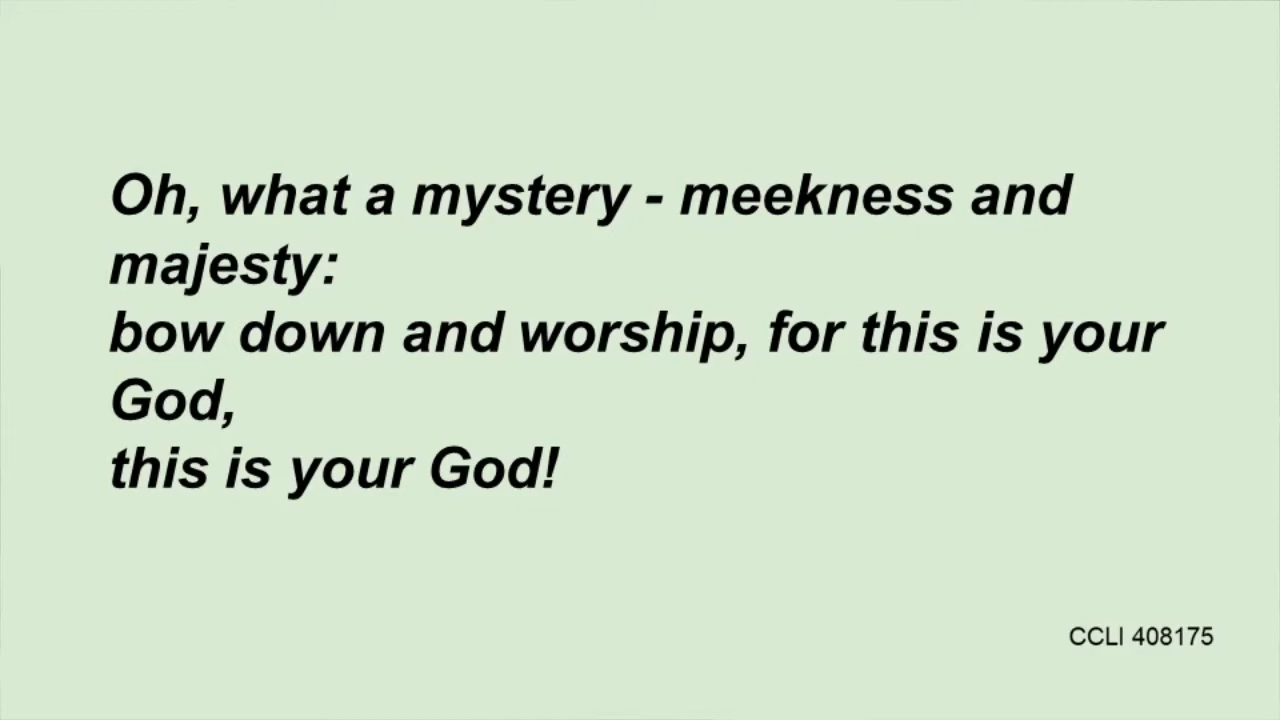 Oh, what a mystery - meekness and
majesty:
bow down and worship, for this is your
God,
this is your God!
CCLI 408175